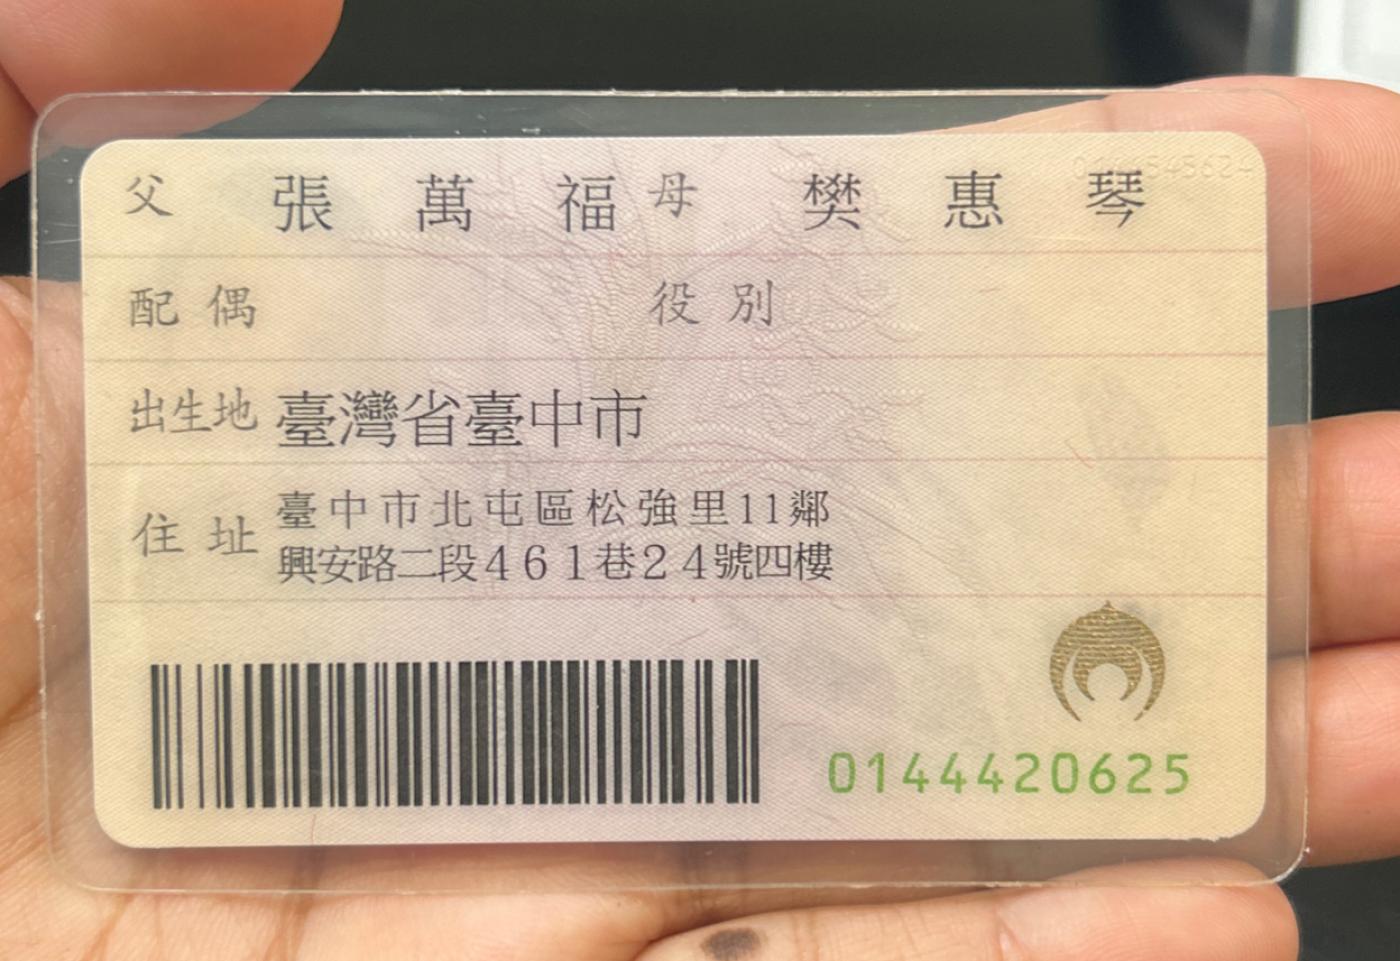 父 張萬福 母 樊惠琴
配偶 役別
出生地 臺灣省臺中市
住址 臺中市北屯區松強里11鄰
興安路二段461巷24號四樓
0144420625